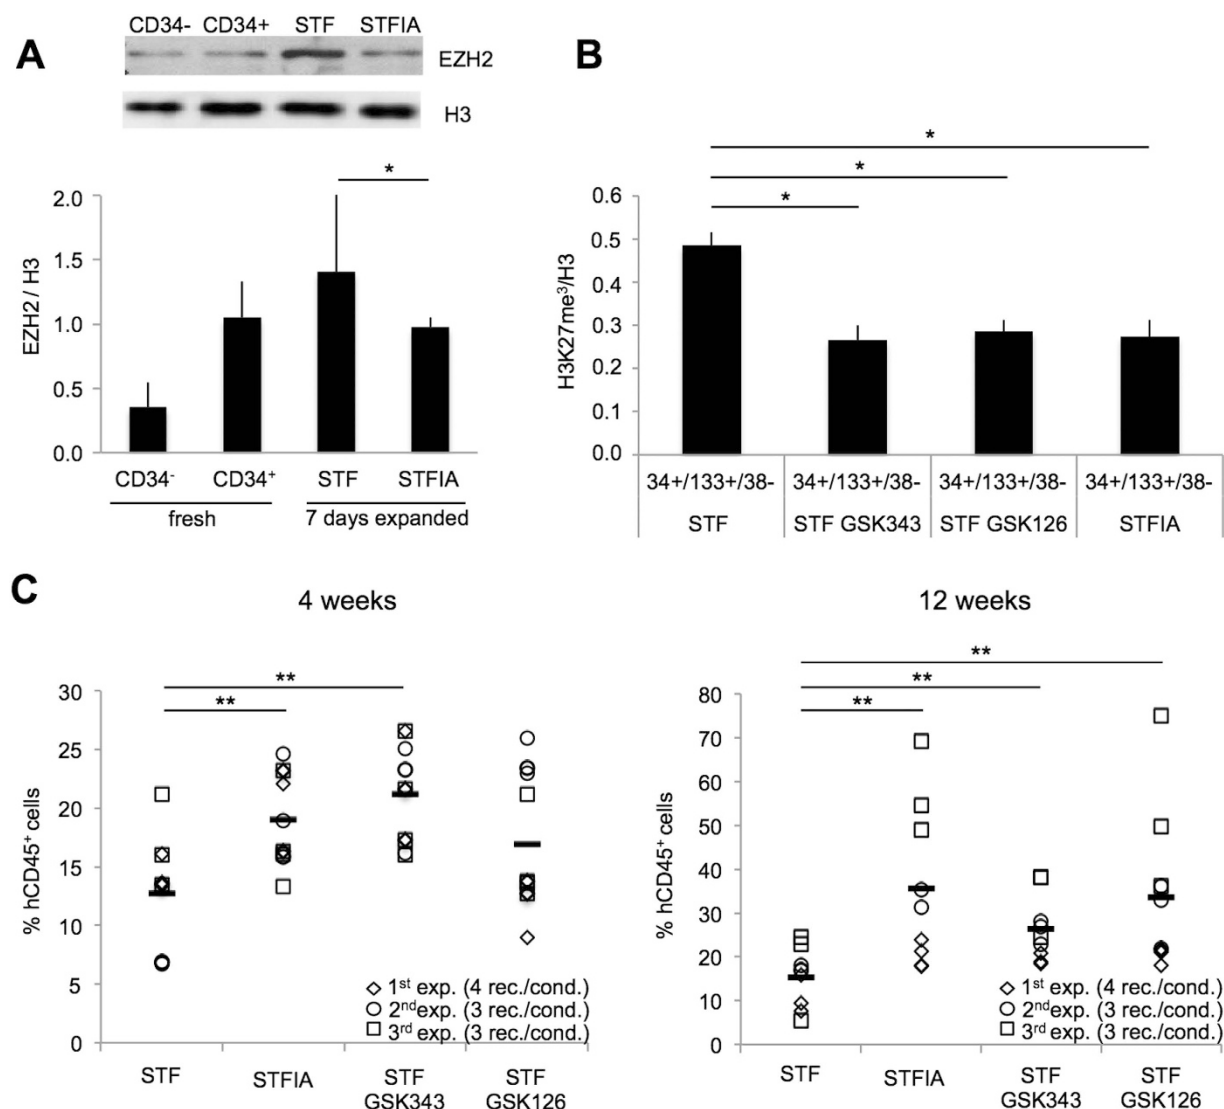 A
CD34- CD34+ STF STFIA
EZH2
H3
*
2.0
1.5
1.0
0.5
0.0
EZH2 / H3
CD34⁻ CD34⁺ STF STFIA
fresh 7 days expanded
B
*
*
*
0.6
0.5
0.4
0.3
0.2
0.1
0.0
H3K27me³/H3
34+/133+/38- 34+/133+/38- 34+/133+/38- 34+/133+/38-
STF STF GSK343 STF GSK126 STFIA
C
4 weeks
**
**
30
25
20
15
10
5
0
% hCD45⁺ cells
◇ 1ˢᵗ exp. (4 rec./cond.)
○ 2ⁿᵈexp. (3 rec./cond.)
□ 3ʳᵈ exp. (3 rec./cond.)
STF STFIA STF STF
GSK343 GSK126
12 weeks
**
**
**
80
70
60
50
40
30
20
10
0
% hCD45⁺ cells
◇ 1ˢᵗ exp. (4 rec./cond.)
○ 2ⁿᵈexp. (3 rec./cond.)
□ 3ʳᵈ exp. (3 rec./cond.)
STF STFIA STF STF
GSK343 GSK126